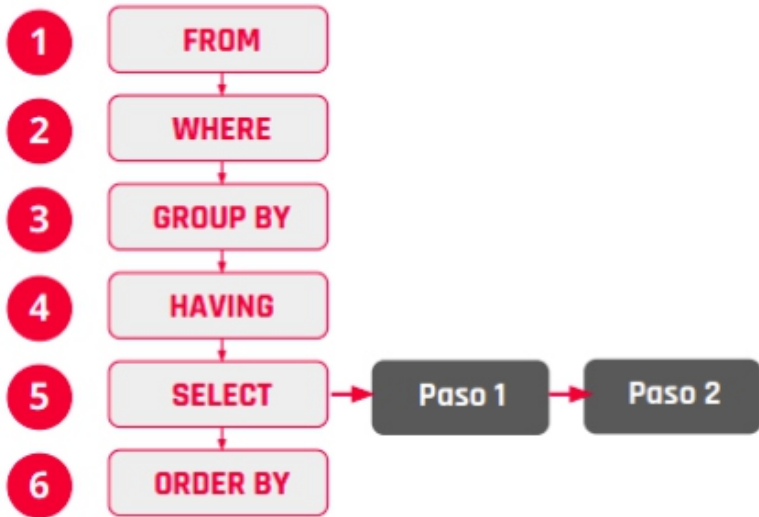 1 FROM
2 WHERE
3 GROUP BY
4 HAVING
5 SELECT Paso 1 Paso 2
6 ORDER BY